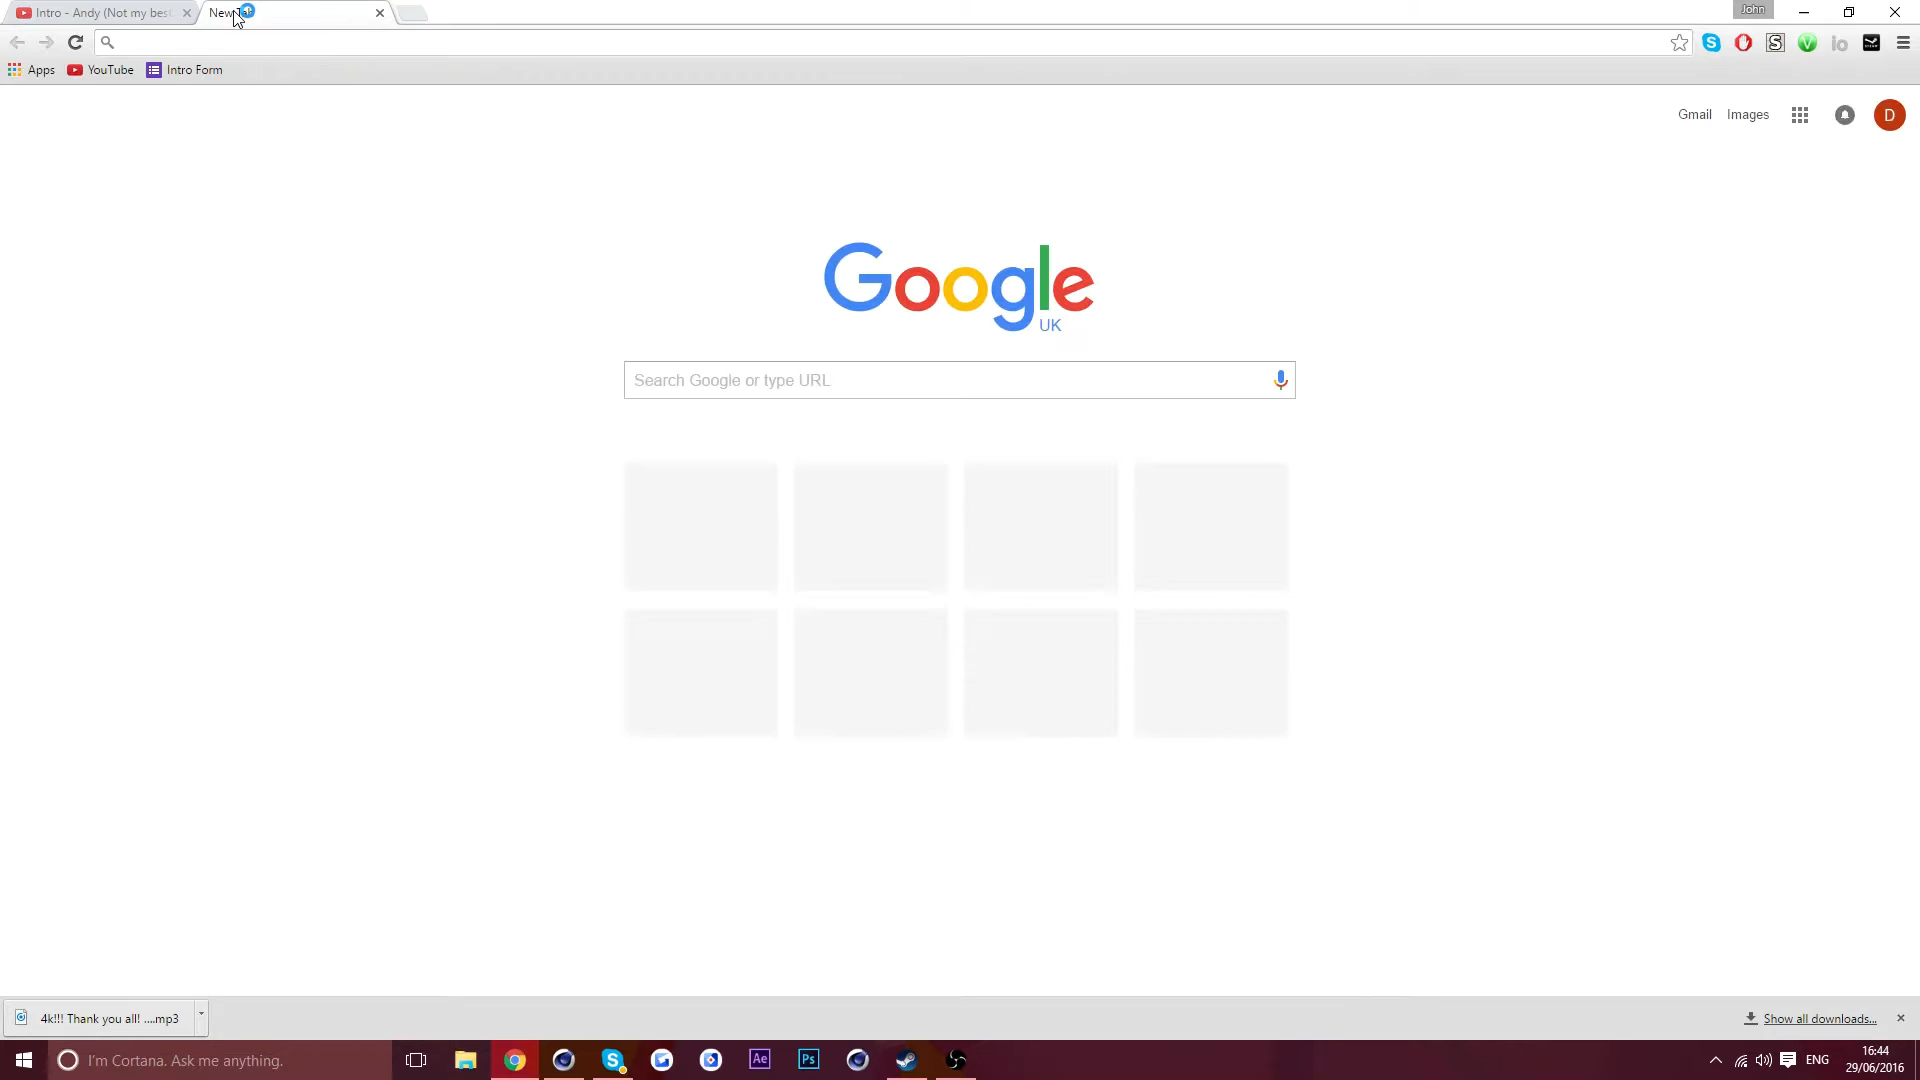 Intro - Andy (Not my best
New Tab
John
Apps
YouTube
Intro Form
Gmail
Images
D
Google
UK
Search Google or type URL
4k!!! Thank you all! ....mp3
Show all downloads...
I'm Cortana. Ask me anything.
Ae
Ps
ENG
16:44
29/06/2016